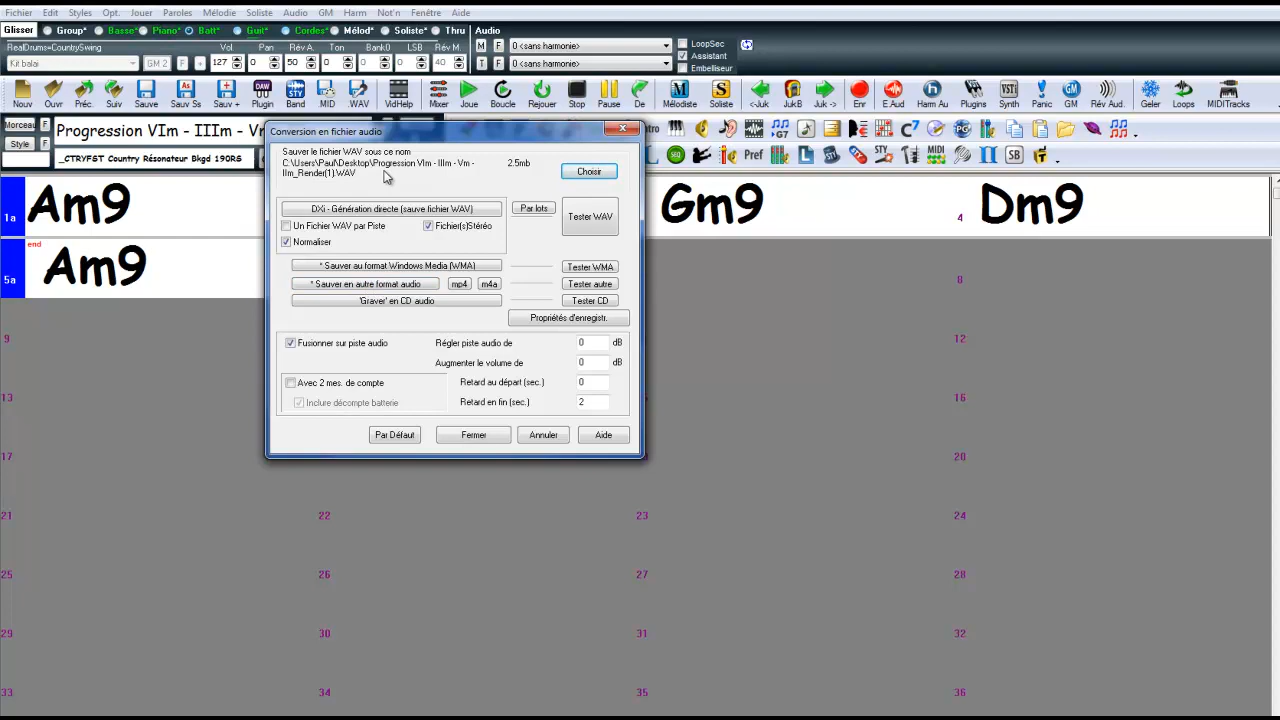 Fichier Edit Styles Opt. Jouer Paroles Mélodie Soliste Audio GM Harm Not'n Fenêtre Aide
Glisser Group* Basse* Piano* Batt* Guit* Cordes* Mélod* Soliste* Thru Audio
RealDrums=CountrySwing Vol Pan Rév A. Ton Bank0 LSB Rév M. M F 0 <sans harmonie> LoopSec
Assistant
Kit balai GM 2 F + 127 0 50 0 0 0 40 T F 0 <sans harmonie> Embelliseur
Nouv Ouvr Préc. Suiv Sauve Sauv Ss Sauv + Plugin Band .MID .WAV VidHelp Mixer Joue Boucle Rejouer Stop Pause De Mélodiste Soliste <-Juk JukB Juk -> Enr E.Aud Harm Au Plugins Synth Panic GM Rév Aud. Geler Loops MIDITracks
Morceau F Progression VIm - IIIm - Vm
Style F _CTRYFST Country Résonateur Bkgd 190RG
Pref SB
Conversion en fichier audio
Sauver le fichier WAV sous ce nom
C:\Users\Paul\Desktop\Progression VIm - IIIm - Vm - 2.5mb
IIm_Render(1).WAV
Choisir
DXi - Génération directe (sauve fichier WAV) Par lots Tester WAV
Un Fichier WAV par Piste Fichier(s)Stéréo
Normaliser
* Sauver au format Windows Media (WMA) Tester WMA
* Sauver en autre format audio mp4 m4a Tester autre
'Graver' en CD audio Tester CD
Propriétés d'enregistr.
Fusionner sur piste audio Régler piste audio de 0 dB
Augmenter le volume de 0 dB
Avec 2 mes. de compte Retard au départ (sec.) 0
Inclure décompte batterie Retard en fin (sec.) 2
Par Défaut Fermer Annuler Aide
1a Am9 Gm9 4 Dm9
end
5a Am9 8
9 12
13 16
17 20
21 22 23 24
25 26 27 28
29 30 31 32
33 34 35 36